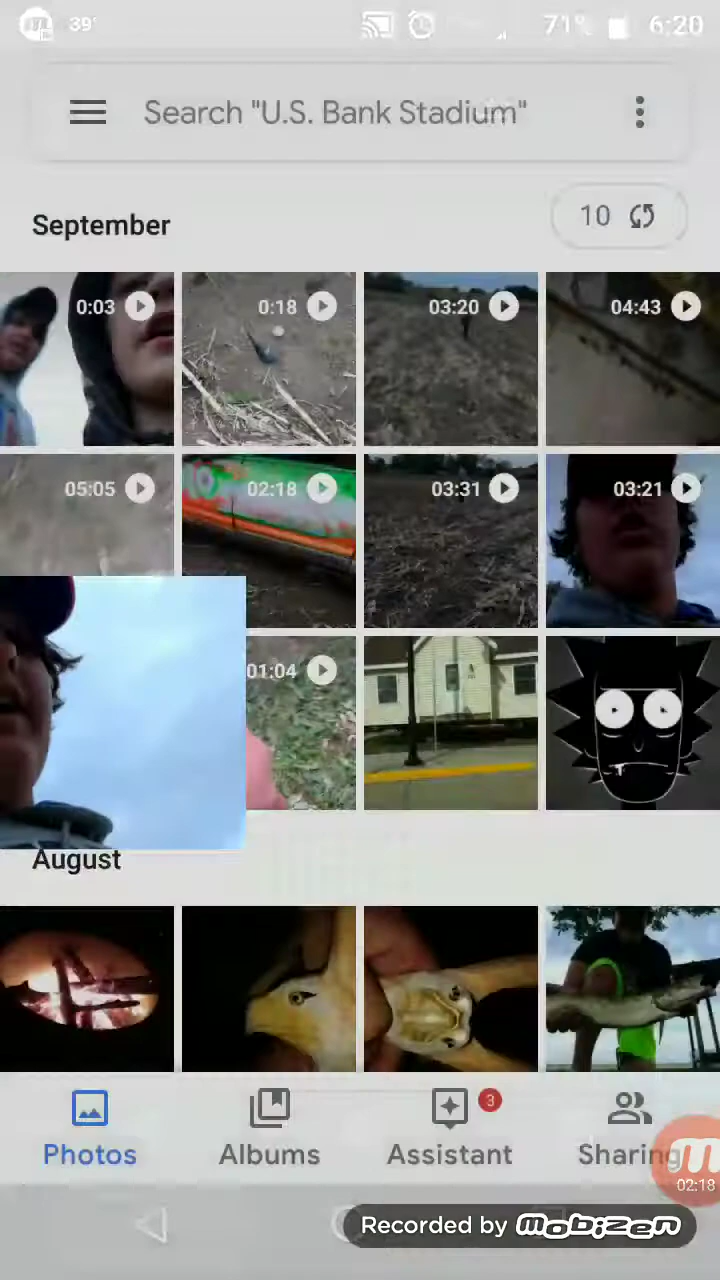 39°
71% 6:20
Search "U.S. Bank Stadium"
September
10
0:03
0:18
03:20
04:43
05:05
02:18
03:31
03:21
01:04
August
3
Photos
Albums
Assistant
Sharing
02:18
Recorded by mobizen